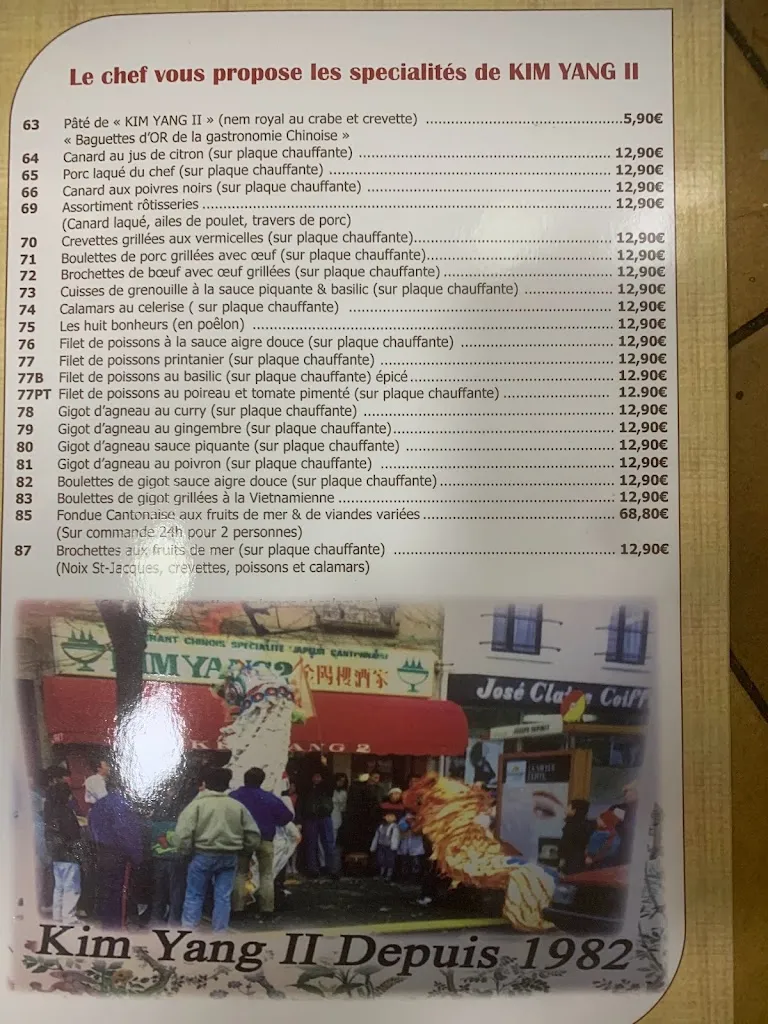 Le chef vous propose les specialités de KIM YANG II
63 Pâté de « KIM YANG II » (nem royal au crabe et crevette) ................................................5,90€
« Baguettes d'OR de la gastronomie Chinoise »
64 Canard au jus de citron (sur plaque chauffante) ................................................ 12,90€
65 Porc laqué du chef (sur plaque chauffante) ................................................ 12,90€
66 Canard aux poivres noirs (sur plaque chauffante) ................................................ 12,90€
69 Assortiment rôtisseries ................................................ 12,90€
(Canard laqué, ailes de poulet, travers de porc)
70 Crevettes grillées aux vermicelles (sur plaque chauffante)................................................ 12,90€
71 Boulettes de porc grillées avec œuf (sur plaque chauffante)................................................ 12,90€
72 Brochettes de bœuf avec œuf grillées (sur plaque chauffante) ................................................ 12,90€
73 Cuisses de grenouille à la sauce piquante & basilic (sur plaque chauffante) ........................ 12,90€
74 Calamars au celerise ( sur plaque chauffante) ................................................ 12,90€
75 Les huit bonheurs (en poêlon) ................................................ 12.90€
76 Filet de poissons à la sauce aigre douce (sur plaque chauffante) ................................ 12.90€
77 Filet de poissons printanier (sur plaque chauffante) ................................................ 12,90€
77B Filet de poissons au basilic (sur plaque chauffante) épicé................................................ 12.90€
77PT Filet de poissons au poireau et tomate pimenté (sur plaque chauffante) ........................ 12.90€
78 Gigot d'agneau au curry (sur plaque chauffante) ................................................ 12,90€
79 Gigot d'agneau au gingembre (sur plaque chauffante)................................................ 12,90€
80 Gigot d'agneau sauce piquante (sur plaque chauffante) ................................................ 12,90€
81 Gigot d'agneau au poivron (sur plaque chauffante) ................................................ 12,90€
82 Boulettes de gigot sauce aigre douce (sur plaque chauffante)................................................ 12,90€
83 Boulettes de gigot grillées à la Vietnamienne ................................................ 12,90€
85 Fondue Cantonaise aux fruits de mer & de viandes variées ................................................ 68,80€
(Sur commande 24h pour 2 personnes)
87 Brochettes aux fruits de mer (sur plaque chauffante) ................................................ 12,90€
(Noix St-Jacques, crevettes, poissons et calamars)
CHINOIS SPECIALITE VAPEUR CANTONAISE
KIM YANG 2 金陽樓酒家
José Coiff
YANG 2
Kim Yang II Depuis 1982